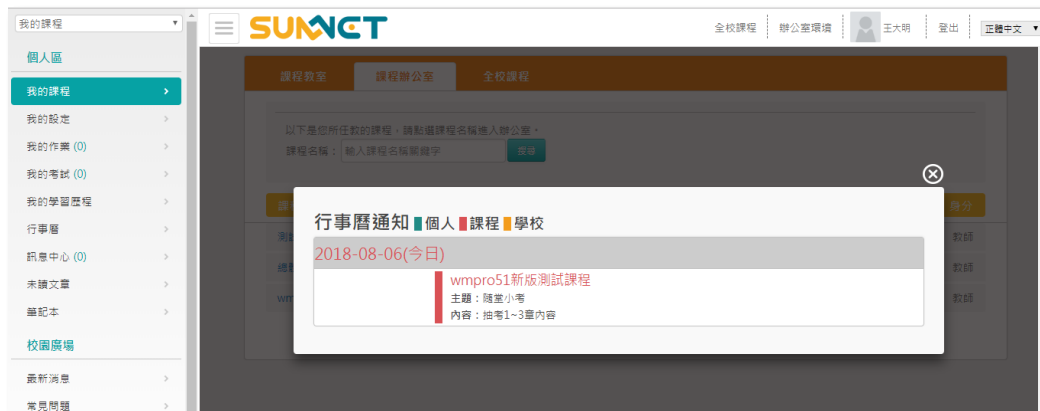 我的課程
SUNNET
全校課程
辦公室環境
王大明
登出
正體中文
個人區
我的課程
我的設定
我的作業 (0)
我的考試 (0)
我的學習歷程
行事曆
訊息中心 (0)
未讀文章
筆記本
校園廣場
最新消息
常見問題
課程教室
課程辦公室
全校課程
以下是您所任教的課程，請點選課程名稱進入辦公室。
課程名稱：
輸入課程名稱關鍵字
搜尋
身分
教師
教師
教師
行事曆通知 個人 課程 學校
2018-08-06(今日)
wmpro51新版測試課程
主題：隨堂小考
內容：抽考1~3章內容